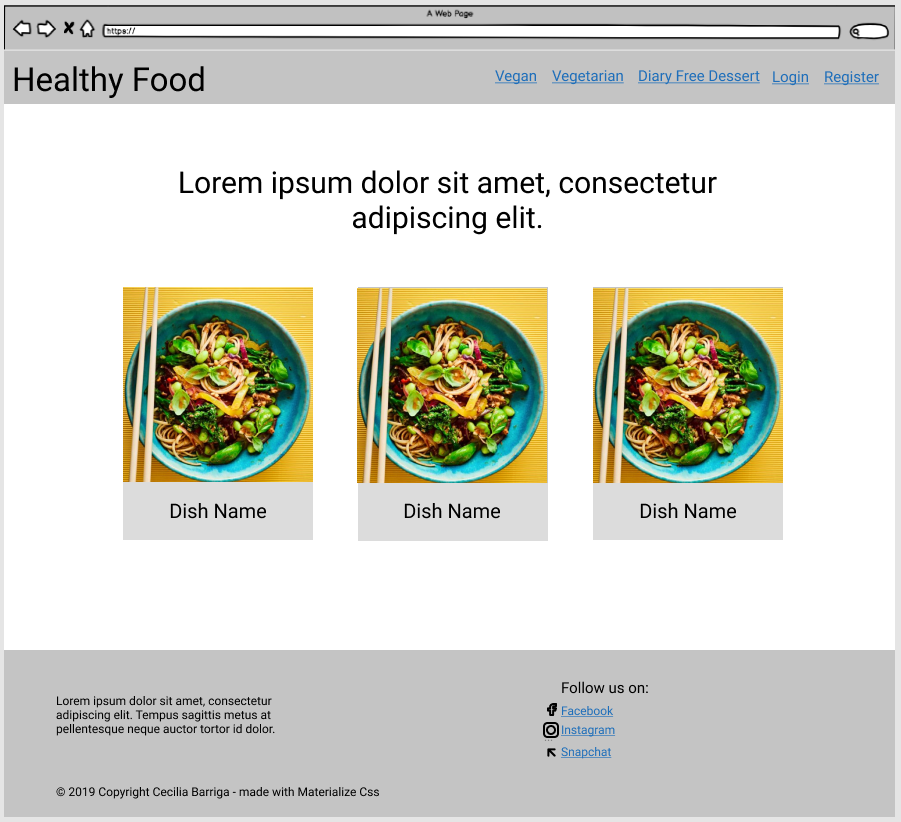 A Web Page
https://
Healthy Food
Vegan Vegetarian Diary Free Dessert Login Register
Lorem ipsum dolor sit amet, consectetur
adipiscing elit.
Dish Name Dish Name Dish Name
Follow us on:
Lorem ipsum dolor sit amet, consectetur
adipiscing elit. Tempus sagittis metus at
pellentesque neque auctor tortor id dolor.
Facebook
Instagram
Snapchat
© 2019 Copyright Cecilia Barriga - made with Materialize Css